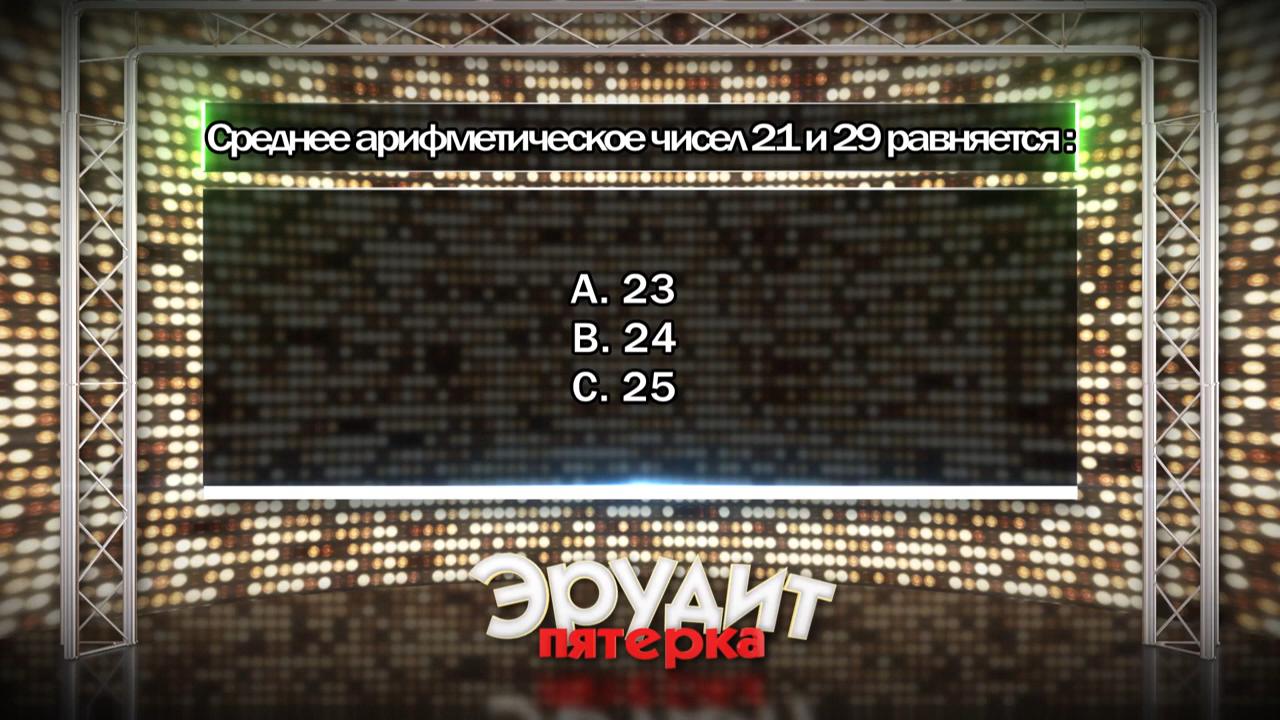 Среднее арифметическое чисел 21 и 29 равняется :
A. 23
B. 24
C. 25
Эрудит
пятерка